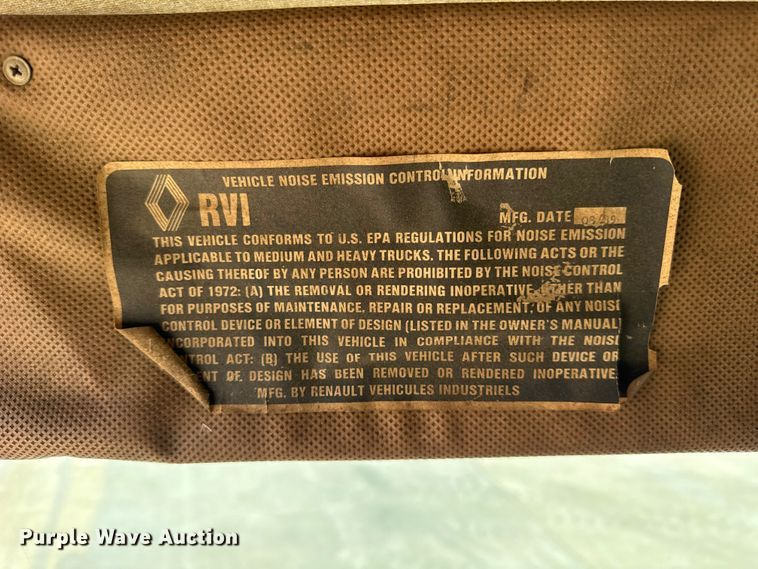 VEHICLE NOISE EMISSION CONTROL INFORMATION
RVI
MFG. DATE
THIS VEHICLE CONFORMS TO U.S. EPA REGULATIONS FOR NOISE EMISSION
APPLICABLE TO MEDIUM AND HEAVY TRUCKS. THE FOLLOWING ACTS OR THE
CAUSING THEREOF BY ANY PERSON ARE PROHIBITED BY THE NOISE CONTROL
ACT OF 1972: (A) THE REMOVAL OR RENDERING INOPERATIVE, OTHER THAN
FOR PURPOSES OF MAINTENANCE, REPAIR OR REPLACEMENT, OF ANY NOISE
CONTROL DEVICE OR ELEMENT OF DESIGN (LISTED IN THE OWNER'S MANUAL)
INCORPORATED INTO THIS VEHICLE IN COMPLIANCE WITH THE NOISE
CONTROL ACT: (B) THE USE OF THIS VEHICLE AFTER SUCH DEVICE OR
OF DESIGN HAS BEEN REMOVED OR RENDERED INOPERATIVE
MFG. BY RENAULT VEHICULES INDUSTRIELS
Purple Wave Auction